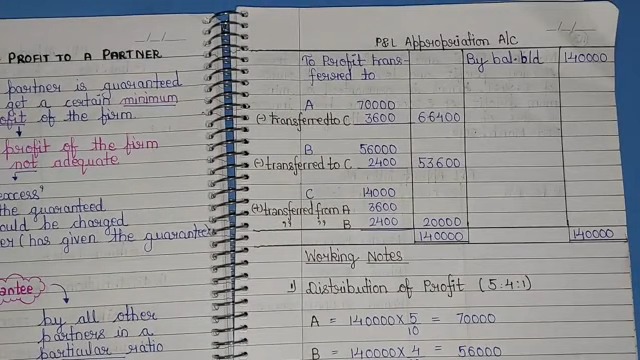 PROFIT TO A PARTNER
partner is guaranteed
get a certain minimum
profit of the firm
profit of the firm
not adequate
excess"
the guaranteed
should be charged
(has given the guarantee
by all other
partners in a
particular ratio
P&L Appropriation A/C
To Profit trans- By bal. b/d 140000
ferred to
A 70000
(-) transferred to C 3600 66400
B 56000
(-) transferred to C 2400 53600
C 14000
(+) transferred from A 3600
" " B 2400 20000
140000 140000
Working Notes
1) Distribution of Profit (5:4:1)
A = 140000 × 5/10 = 70000
B = 140000 × 4 = 56000